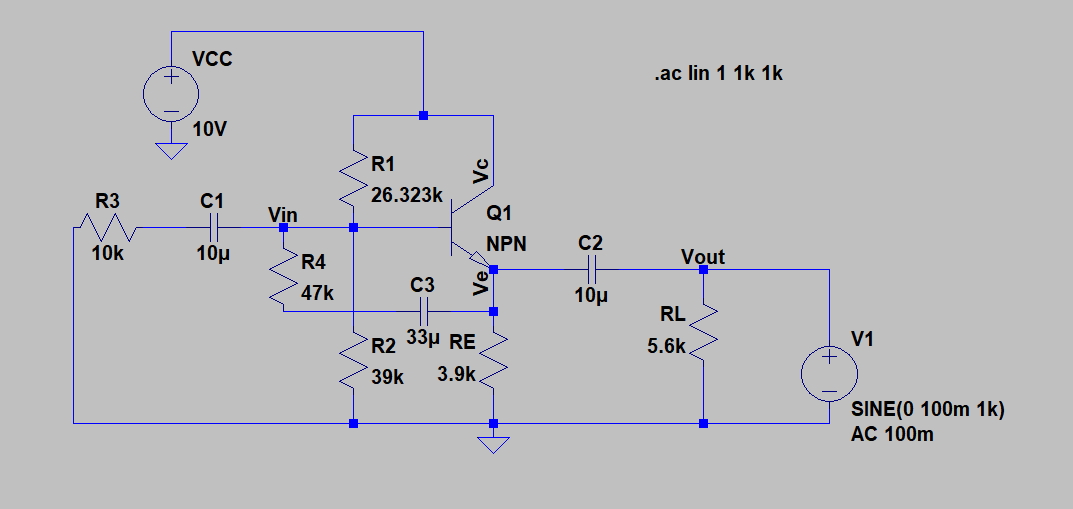 VCC
10V
.ac lin 1 1k 1k
R1
26.323k
Vc
R3
10k
C1
10µ
Vin
Q1
NPN
R4
47k
C3
33µ
Ve
C2
10µ
Vout
R2
39k
RE
3.9k
RL
5.6k
V1
SINE(0 100m 1k)
AC 100m